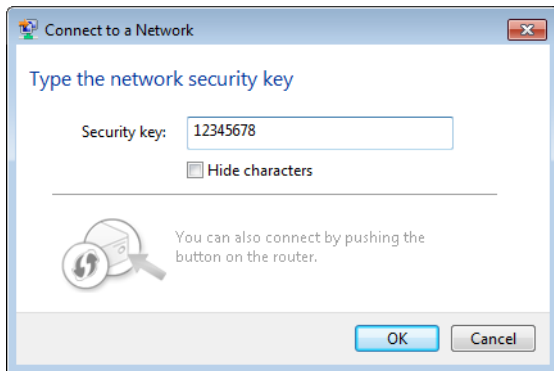 Connect to a Network
Type the network security key
Security key: 12345678
Hide characters
You can also connect by pushing the
button on the router.
OK Cancel